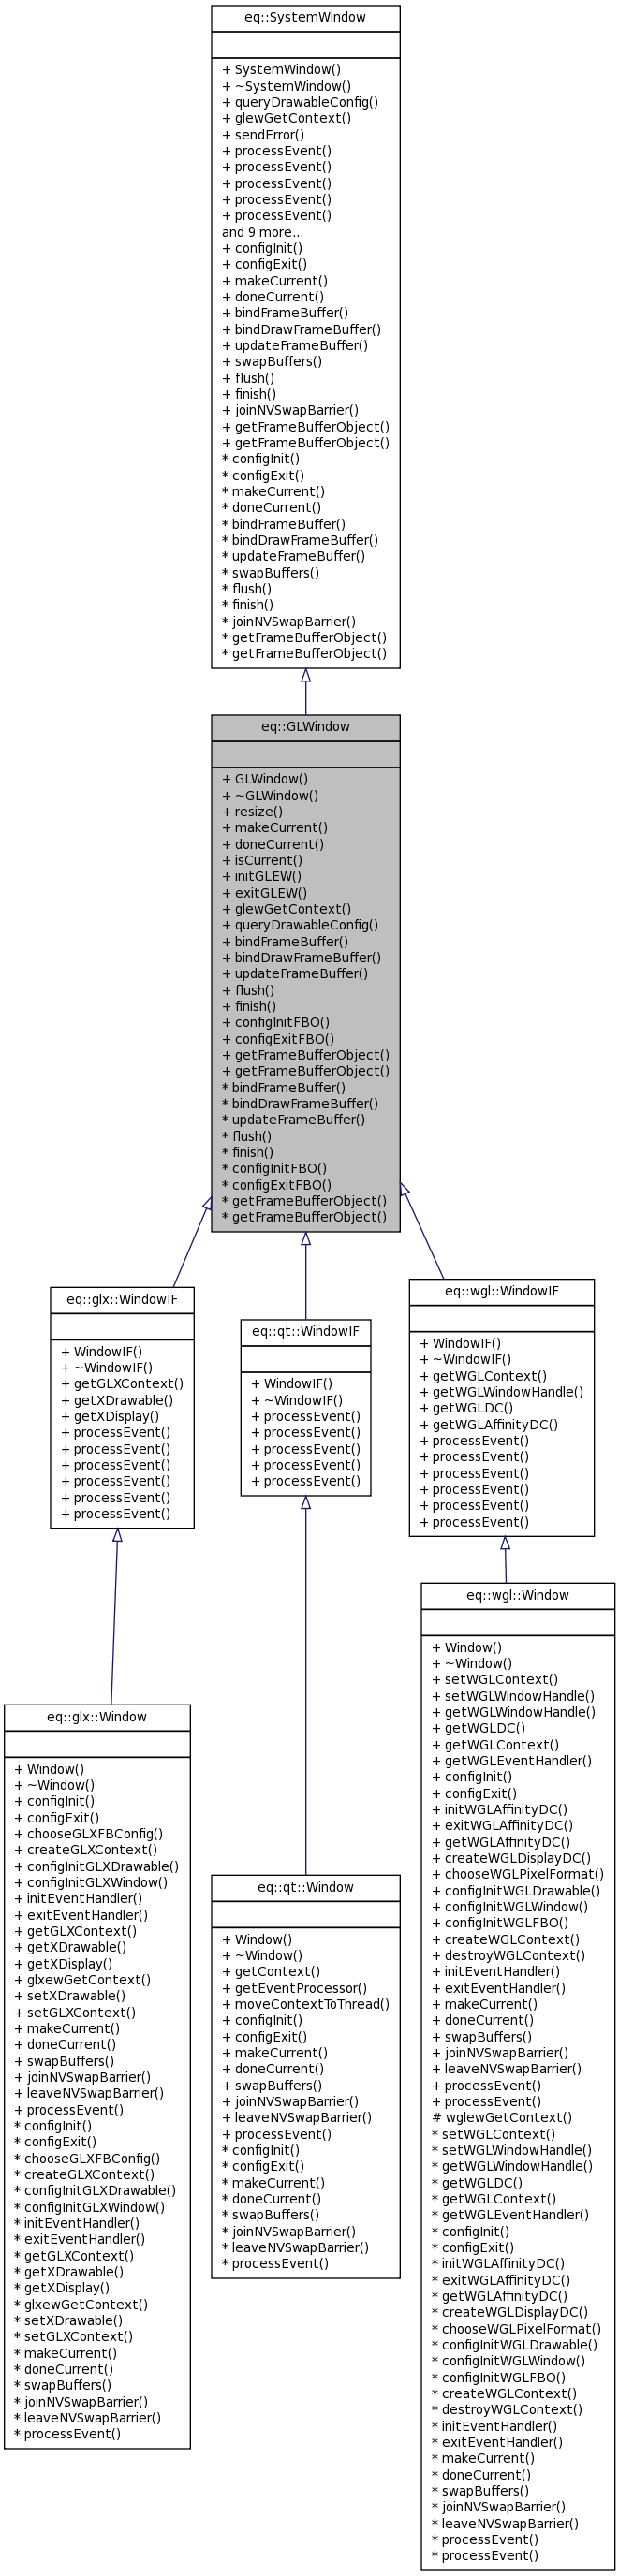 eq::SystemWindow
+ SystemWindow()
+ ~SystemWindow()
+ queryDrawableConfig()
+ glewGetContext()
+ sendError()
+ processEvent()
+ processEvent()
+ processEvent()
+ processEvent()
+ processEvent()
and 9 more...
+ configInit()
+ configExit()
+ makeCurrent()
+ doneCurrent()
+ bindFrameBuffer()
+ bindDrawFrameBuffer()
+ updateFrameBuffer()
+ swapBuffers()
+ flush()
+ finish()
+ joinNVSwapBarrier()
+ getFrameBufferObject()
+ getFrameBufferObject()
* configInit()
* configExit()
* makeCurrent()
* doneCurrent()
* bindFrameBuffer()
* bindDrawFrameBuffer()
* updateFrameBuffer()
* swapBuffers()
* flush()
* finish()
* joinNVSwapBarrier()
* getFrameBufferObject()
* getFrameBufferObject()
eq::GLWindow
+ GLWindow()
+ ~GLWindow()
+ resize()
+ makeCurrent()
+ doneCurrent()
+ isCurrent()
+ initGLEW()
+ exitGLEW()
+ glewGetContext()
+ queryDrawableConfig()
+ bindFrameBuffer()
+ bindDrawFrameBuffer()
+ updateFrameBuffer()
+ flush()
+ finish()
+ configInitFBO()
+ configExitFBO()
+ getFrameBufferObject()
+ getFrameBufferObject()
* bindFrameBuffer()
* bindDrawFrameBuffer()
* updateFrameBuffer()
* flush()
* finish()
* configInitFBO()
* configExitFBO()
* getFrameBufferObject()
* getFrameBufferObject()
eq::glx::WindowIF
+ WindowIF()
+ ~WindowIF()
+ getGLXContext()
+ getXDrawable()
+ getXDisplay()
+ processEvent()
+ processEvent()
+ processEvent()
+ processEvent()
+ processEvent()
+ processEvent()
eq::qt::WindowIF
+ WindowIF()
+ ~WindowIF()
+ processEvent()
+ processEvent()
+ processEvent()
+ processEvent()
+ processEvent()
eq::wgl::WindowIF
+ WindowIF()
+ ~WindowIF()
+ getWGLContext()
+ getWGLWindowHandle()
+ getWGLDC()
+ getWGLAffinityDC()
+ processEvent()
+ processEvent()
+ processEvent()
+ processEvent()
+ processEvent()
+ processEvent()
eq::glx::Window
+ Window()
+ ~Window()
+ configInit()
+ configExit()
+ chooseGLXFBConfig()
+ createGLXContext()
+ configInitGLXDrawable()
+ configInitGLXWindow()
+ initEventHandler()
+ exitEventHandler()
+ getGLXContext()
+ getXDrawable()
+ getXDisplay()
+ glxewGetContext()
+ setXDrawable()
+ setGLXContext()
+ makeCurrent()
+ doneCurrent()
+ swapBuffers()
+ joinNVSwapBarrier()
+ leaveNVSwapBarrier()
+ processEvent()
* configInit()
* configExit()
* chooseGLXFBConfig()
* createGLXContext()
* configInitGLXDrawable()
* configInitGLXWindow()
* initEventHandler()
* exitEventHandler()
* getGLXContext()
* getXDrawable()
* getXDisplay()
* glxewGetContext()
* setXDrawable()
* setGLXContext()
* makeCurrent()
* doneCurrent()
* swapBuffers()
* joinNVSwapBarrier()
* leaveNVSwapBarrier()
* processEvent()
eq::qt::Window
+ Window()
+ ~Window()
+ getContext()
+ getEventProcessor()
+ moveContextToThread()
+ configInit()
+ configExit()
+ makeCurrent()
+ doneCurrent()
+ swapBuffers()
+ joinNVSwapBarrier()
+ leaveNVSwapBarrier()
+ processEvent()
* configInit()
* configExit()
* makeCurrent()
* doneCurrent()
* swapBuffers()
* joinNVSwapBarrier()
* leaveNVSwapBarrier()
* processEvent()
eq::wgl::Window
+ Window()
+ ~Window()
+ setWGLContext()
+ setWGLWindowHandle()
+ getWGLWindowHandle()
+ getWGLDC()
+ getWGLContext()
+ getWGLEventHandler()
+ configInit()
+ configExit()
+ initWGLAffinityDC()
+ exitWGLAffinityDC()
+ getWGLAffinityDC()
+ createWGLDisplayDC()
+ chooseWGLPixelFormat()
+ configInitWGLDrawable()
+ configInitWGLWindow()
+ configInitWGLFBO()
+ createWGLContext()
+ destroyWGLContext()
+ initEventHandler()
+ exitEventHandler()
+ makeCurrent()
+ doneCurrent()
+ swapBuffers()
+ joinNVSwapBarrier()
+ leaveNVSwapBarrier()
+ processEvent()
+ processEvent()
# wglewGetContext()
* setWGLContext()
* setWGLWindowHandle()
* getWGLWindowHandle()
* getWGLDC()
* getWGLContext()
* getWGLEventHandler()
* configInit()
* configExit()
* initWGLAffinityDC()
* exitWGLAffinityDC()
* getWGLAffinityDC()
* createWGLDisplayDC()
* chooseWGLPixelFormat()
* configInitWGLDrawable()
* configInitWGLWindow()
* configInitWGLFBO()
* createWGLContext()
* destroyWGLContext()
* initEventHandler()
* exitEventHandler()
* makeCurrent()
* doneCurrent()
* swapBuffers()
* joinNVSwapBarrier()
* leaveNVSwapBarrier()
* processEvent()
* processEvent()